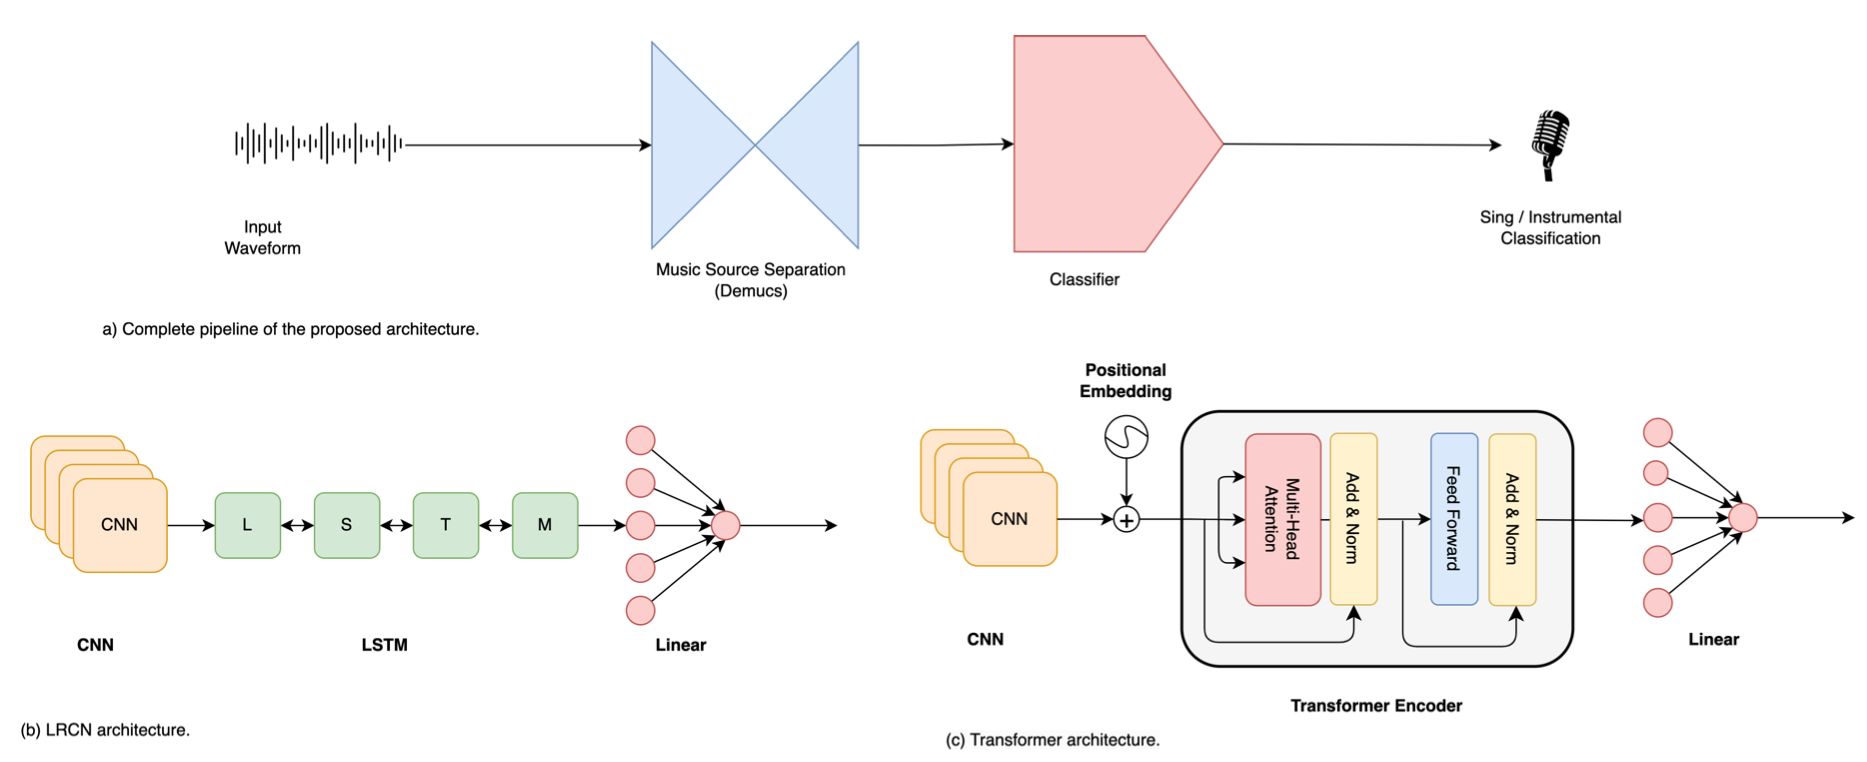 Input
Waveform
Music Source Separation
(Demucs)
Classifier
Sing / Instrumental
Classification
a) Complete pipeline of the proposed architecture.
CNN
L
S
T
M
CNN
LSTM
Linear
(b) LRCN architecture.
Positional
Embedding
CNN
Multi-Head
Attention
Add & Norm
Feed Forward
Add & Norm
CNN
Linear
Transformer Encoder
(c) Transformer architecture.